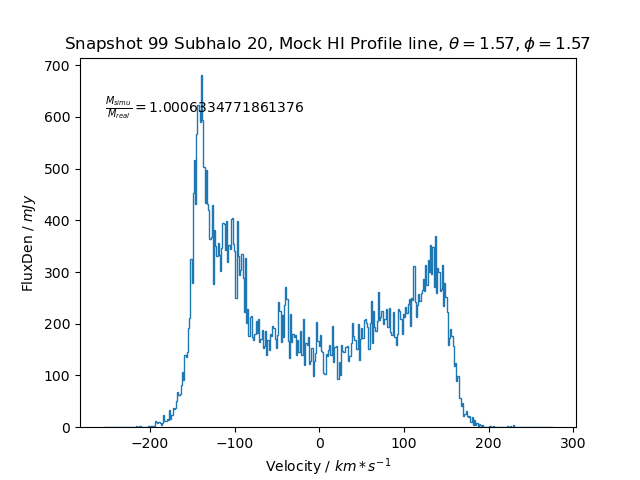 Snapshot 99 Subhalo 20, Mock HI Profile line, θ = 1.57, ϕ = 1.57
700
600
500
400
300
200
100
0
FluxDen / mJy
M_simu / M_real = 1.0006334771861376
−200 −100 0 100 200 300
Velocity / km * s⁻¹